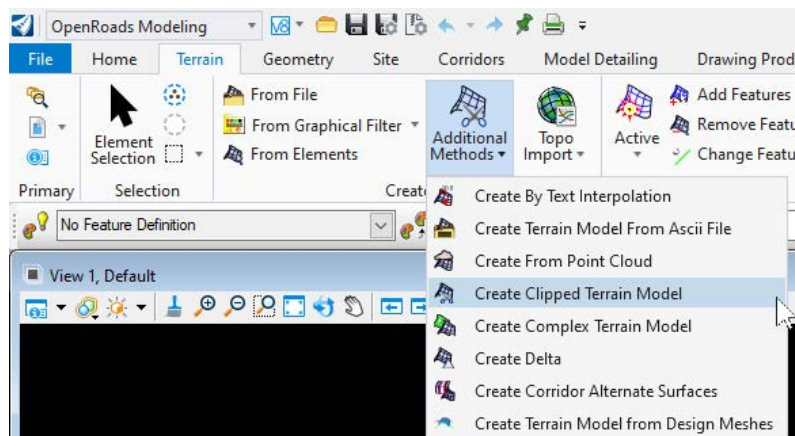 OpenRoads Modeling
File Home Terrain Geometry Site Corridors Model Detailing Drawing Prod
From File
From Graphical Filter
From Elements
Element
Selection
Additional
Methods
Topo
Import
Active
Add Features
Remove Featu
Change Featu
Primary Selection Creat
No Feature Definition
Create By Text Interpolation
Create Terrain Model From Ascii File
Create From Point Cloud
Create Clipped Terrain Model
Create Complex Terrain Model
Create Delta
Create Corridor Alternate Surfaces
Create Terrain Model from Design Meshes
View 1, Default